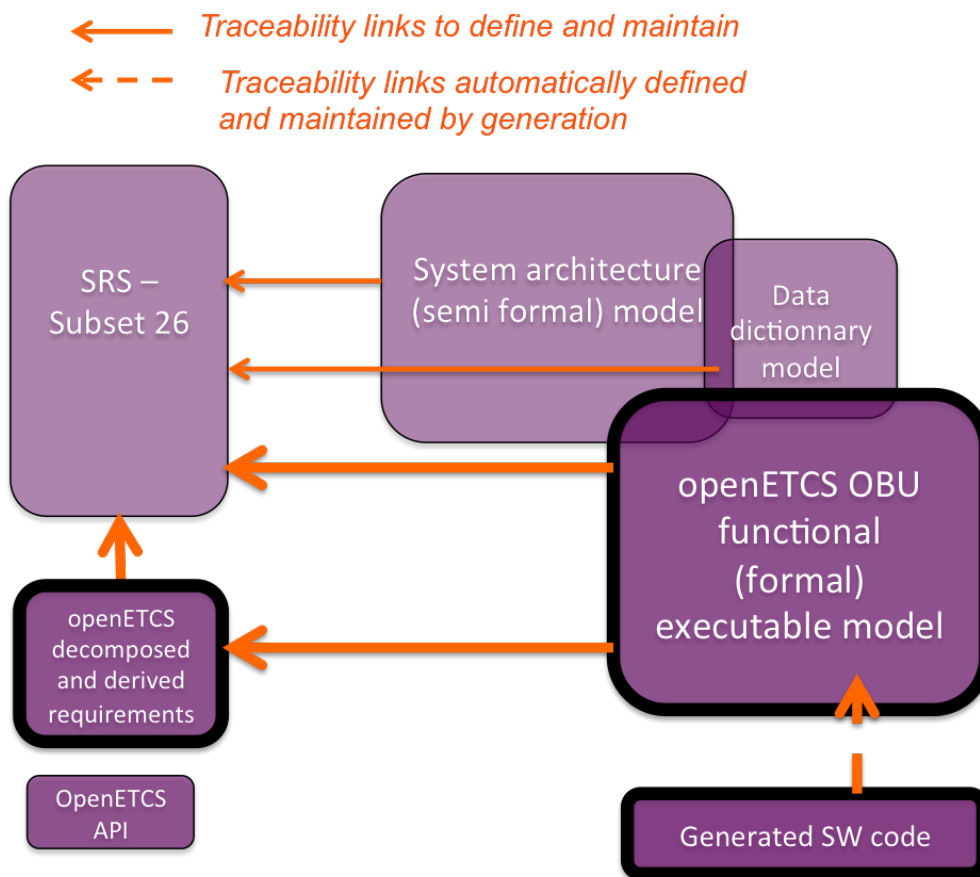 Traceability links to define and maintain
Traceability links automatically defined
and maintained by generation
SRS –
Subset 26
System architecture
(semi formal) model
Data
dictionnary
model
openETCS OBU
functional
(formal)
executable model
openETCS
decomposed
and derived
requirements
OpenETCS
API
Generated SW code